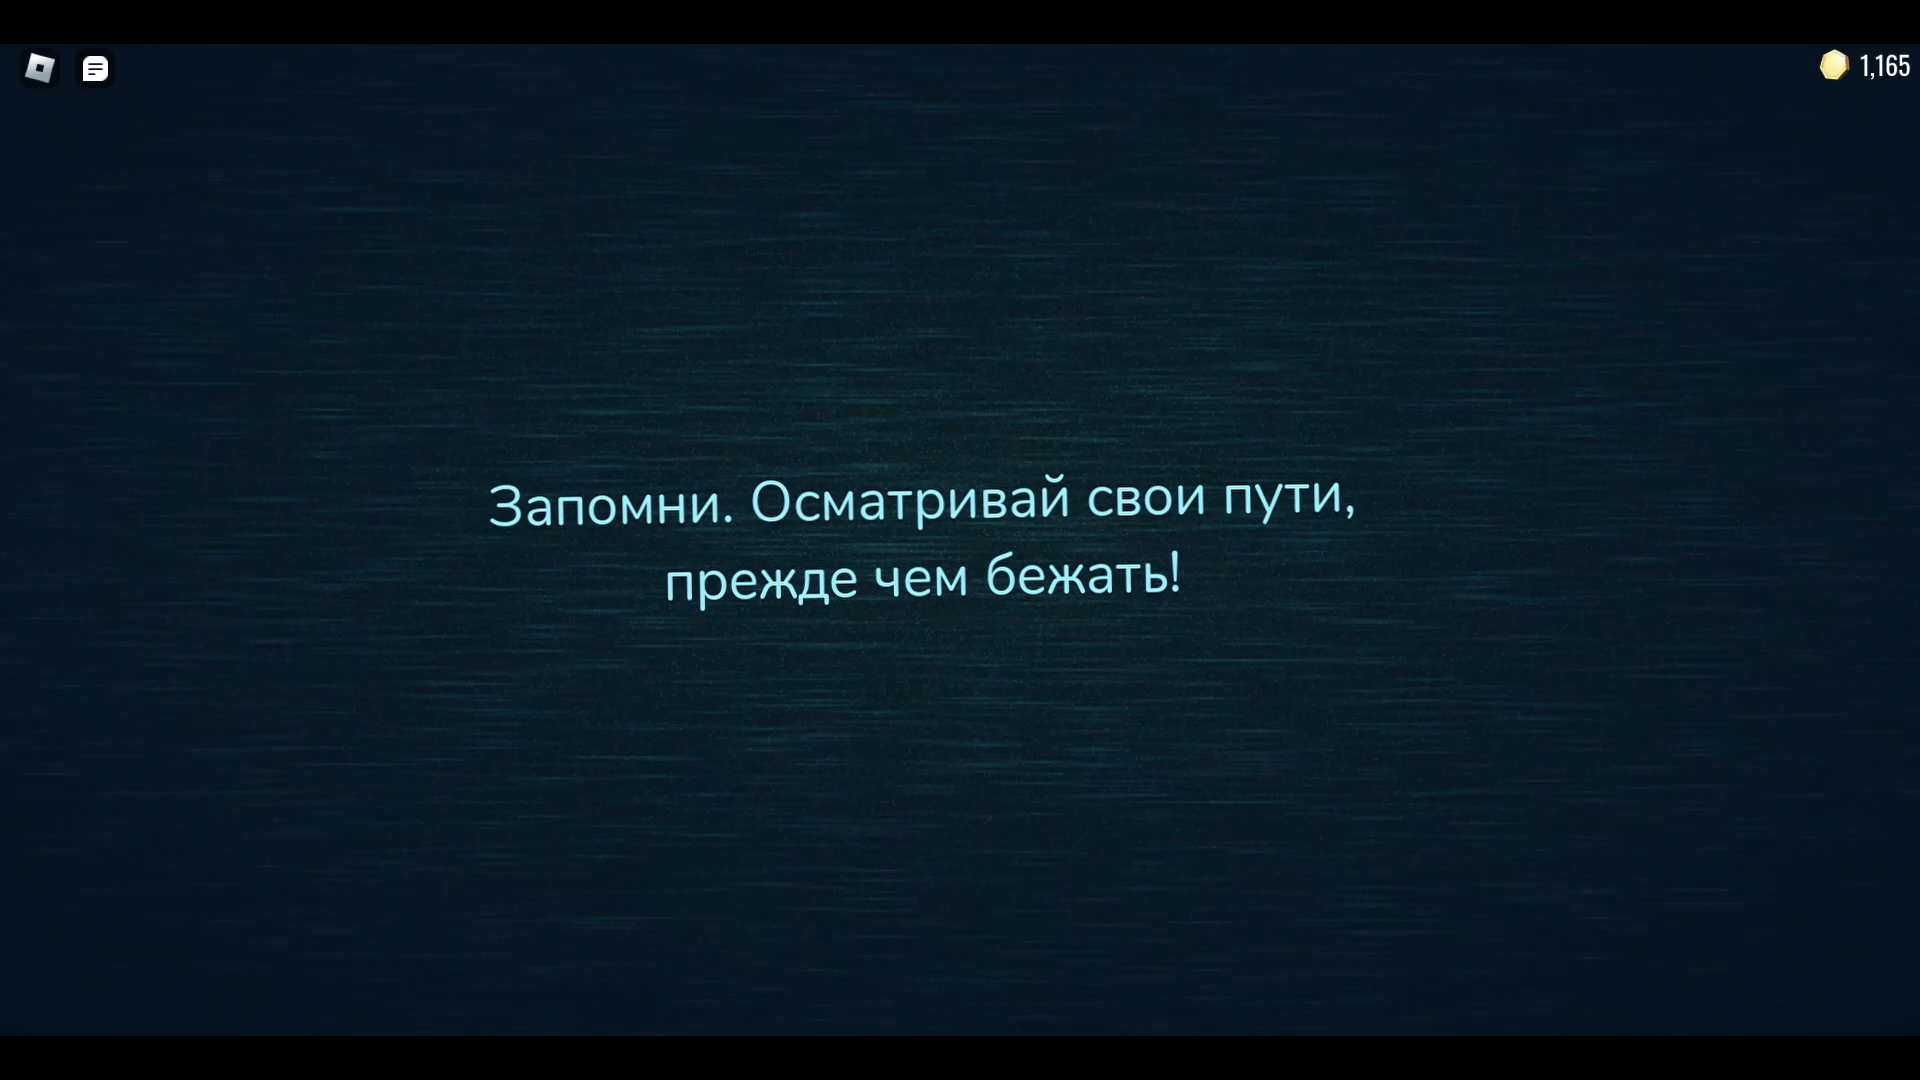 1,165
Запомни. Осматривай свои пути,
прежде чем бежать!